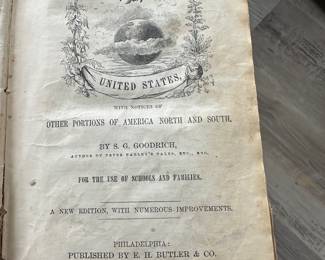 UNITED STATES,
WITH NOTICES OF
OTHER PORTIONS OF AMERICA NORTH AND SOUTH.
BY S. G. GOODRICH,
AUTHOR OF PETER PARLEY'S TALES, ETC., ETC.
FOR THE USE OF SCHOOLS AND FAMILIES.
A NEW EDITION, WITH NUMEROUS IMPROVEMENTS.
PHILADELPHIA:
PUBLISHED BY E. H. BUTLER & CO.